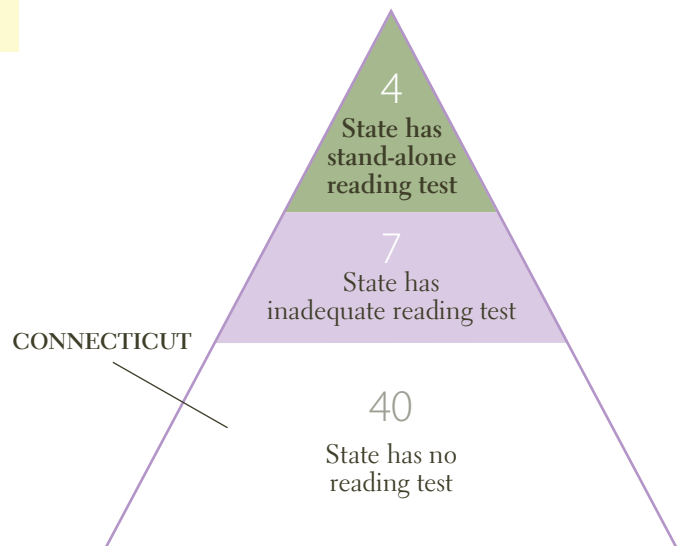 4
State has
stand-alone
reading test
7
State has
inadequate reading test
CONNECTICUT
40
State has no
reading test